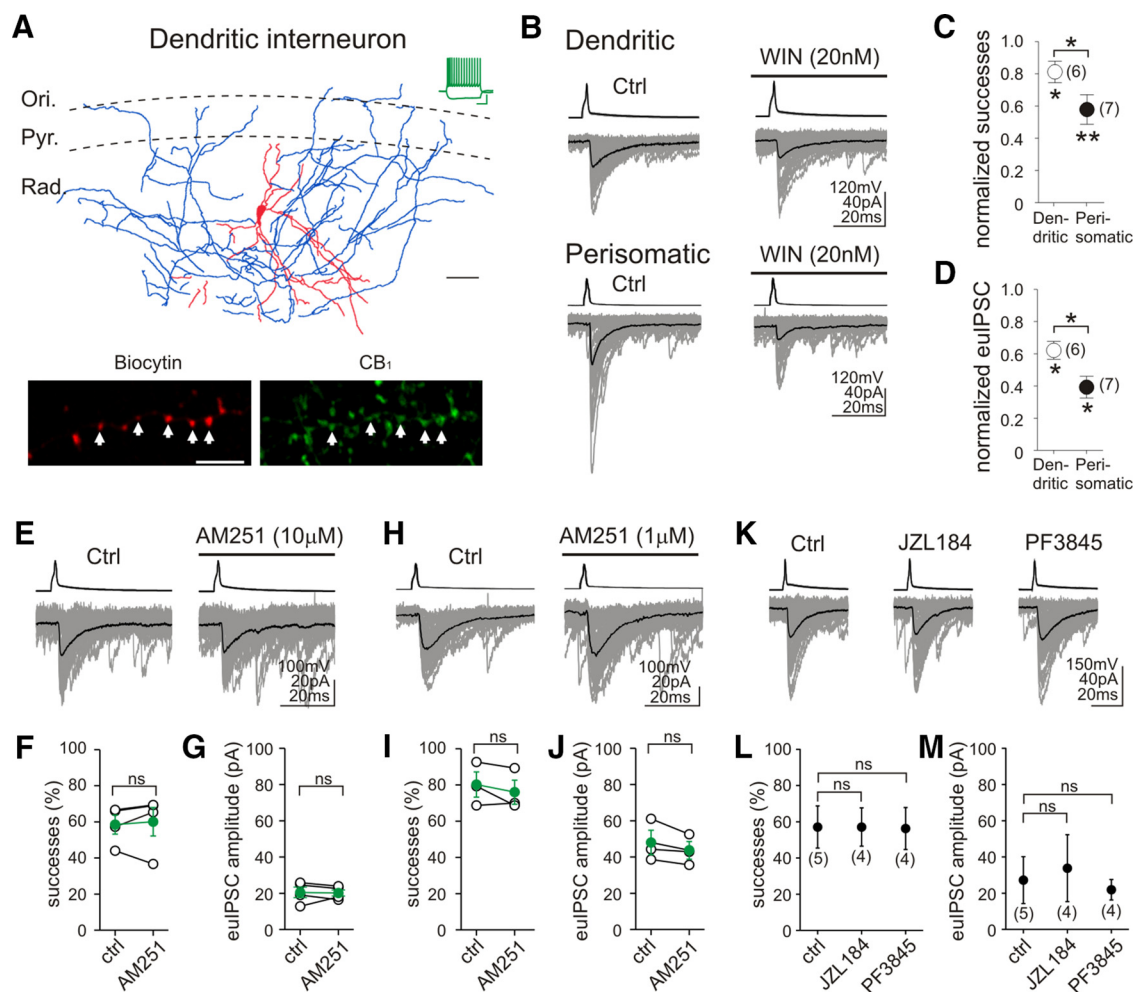 A
Dendritic interneuron
Ori.
Pyr.
Rad.
Biocytin
CB1
B
Dendritic
Ctrl
WIN (20nM)
120mV
40pA
20ms
Perisomatic
Ctrl
WIN (20nM)
120mV
40pA
20ms
C
normalized successes
1.0
0.8
0.6
0.4
0.2
0
*
(6)
*
(7)
**
Den-
dritic
Peri-
somatic
D
normalized euIPSC
1.0
0.8
0.6
0.4
0.2
0
*
(6)
*
(7)
*
Den-
dritic
Peri-
somatic
E
Ctrl
AM251 (10μM)
100mV
20pA
20ms
H
Ctrl
AM251 (1μM)
100mV
20pA
20ms
K
Ctrl
JZL184
PF3845
150mV
40pA
20ms
F
successes (%)
100
80
60
40
20
0
ns
ctrl
AM251
G
euIPSC amplitude (pA)
100
80
60
40
20
0
ns
ctrl
AM251
I
successes (%)
100
80
60
40
20
0
ns
ctrl
AM251
J
euIPSC amplitude (pA)
100
80
60
40
20
0
ns
ctrl
AM251
L
successes (%)
100
80
60
40
20
0
ns
ns
(5)
(4)
(4)
ctrl
JZL184
PF3845
M
euIPSC amplitude (pA)
100
80
60
40
20
0
ns
ns
(5)
(4)
(4)
ctrl
JZL184
PF3845